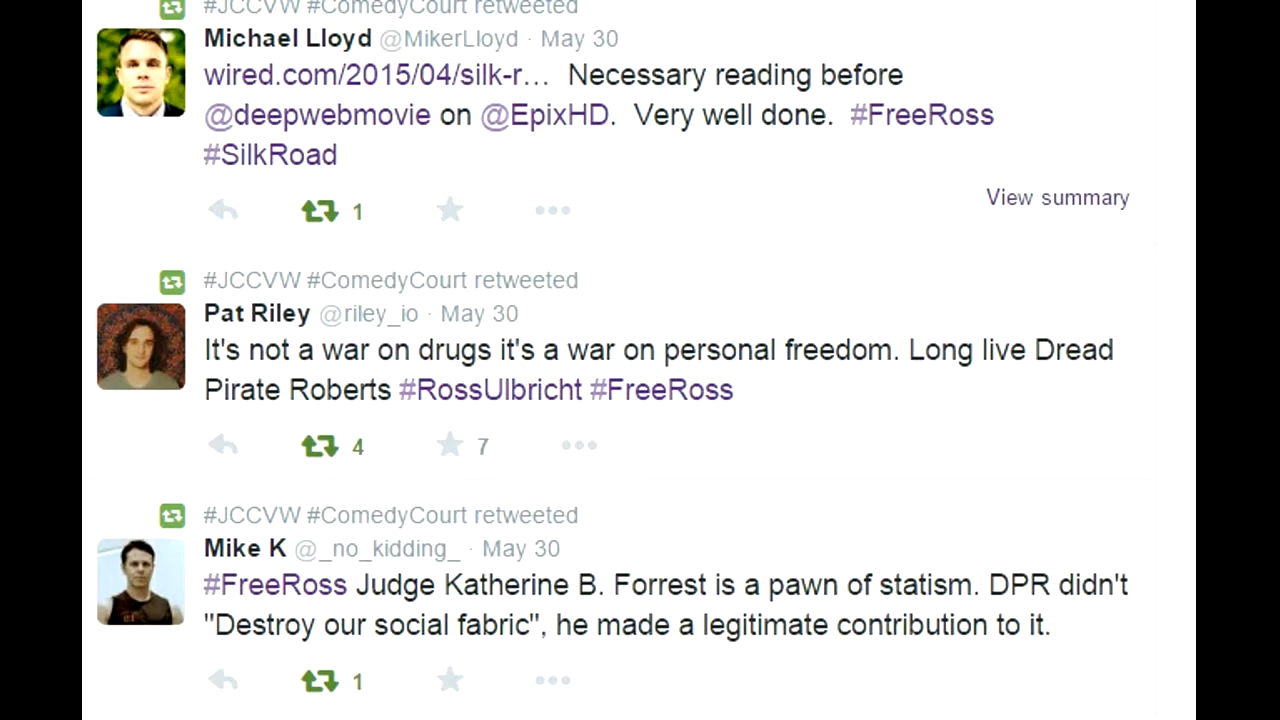 #JCCVW #ComedyCourt retweeted
Michael Lloyd @MikerLloyd · May 30
wired.com/2015/04/silk-r... Necessary reading before
@deepwebmovie on @EpixHD. Very well done. #FreeRoss
#SilkRoad
1
View summary
#JCCVW #ComedyCourt retweeted
Pat Riley @riley_io · May 30
It's not a war on drugs it's a war on personal freedom. Long live Dread
Pirate Roberts #RossUlbricht #FreeRoss
4 7
#JCCVW #ComedyCourt retweeted
Mike K @_no_kidding_ · May 30
#FreeRoss Judge Katherine B. Forrest is a pawn of statism. DPR didn't
"Destroy our social fabric", he made a legitimate contribution to it.
1